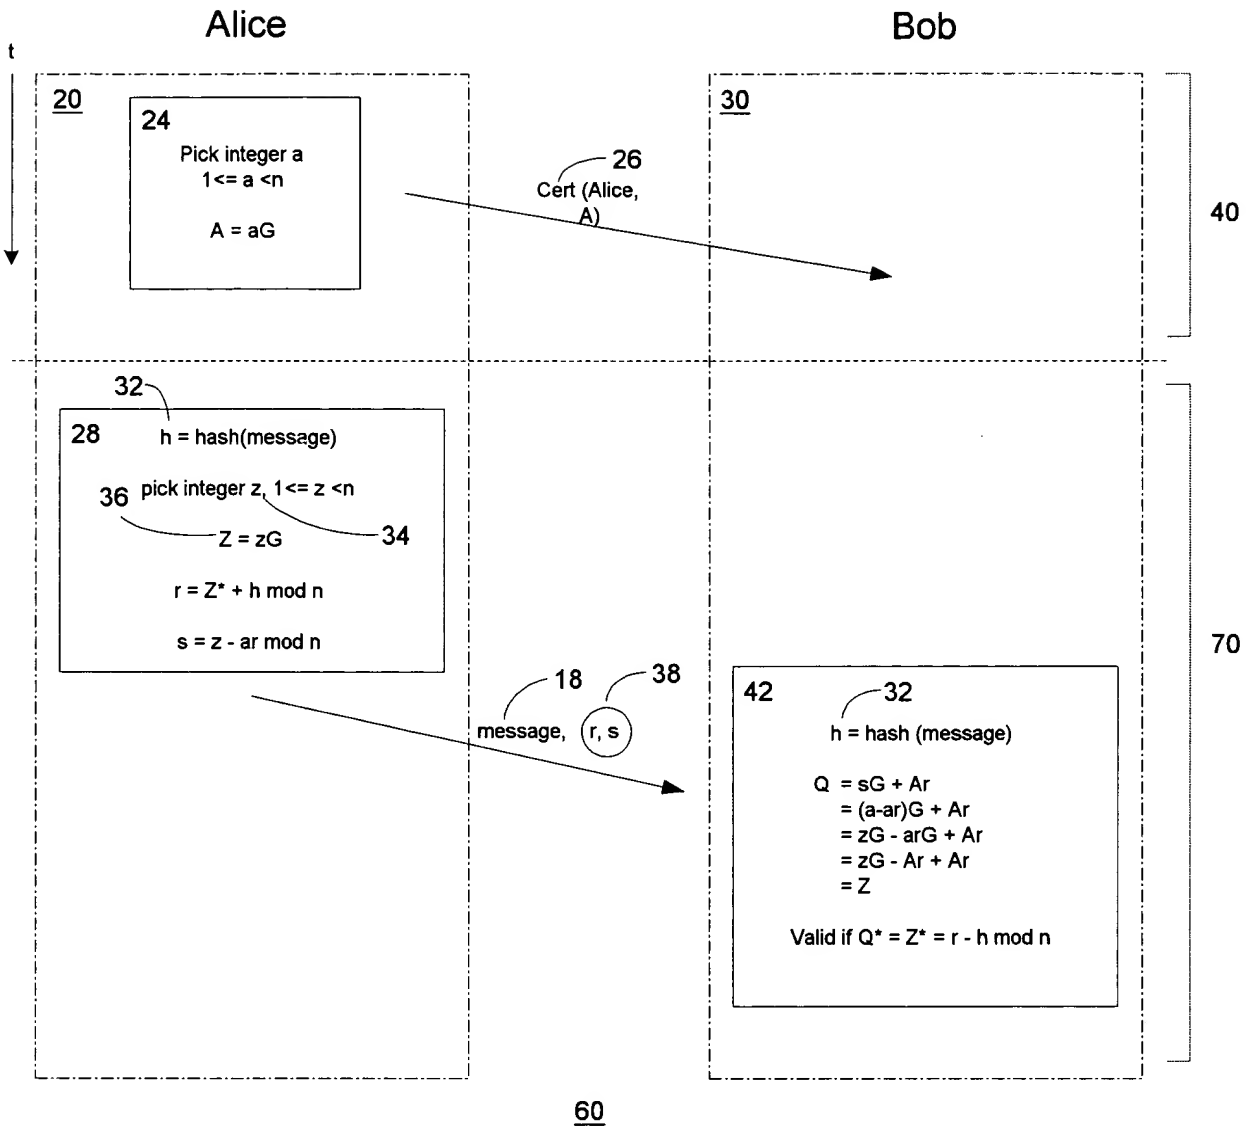 Alice
Bob
t
20
24
Pick integer a
1<= a <n
A = aG
26
Cert (Alice,
A)
30
40
32
28
h = hash(message)
36
pick integer z, 1<= z <n
34
Z = zG
r = Z* + h mod n
s = z - ar mod n
70
18
38
message,
r, s
42
32
h = hash (message)
Q = sG + Ar
= (a-ar)G + Ar
= zG - arG + Ar
= zG - Ar + Ar
= Z
Valid if Q* = Z* = r - h mod n
60